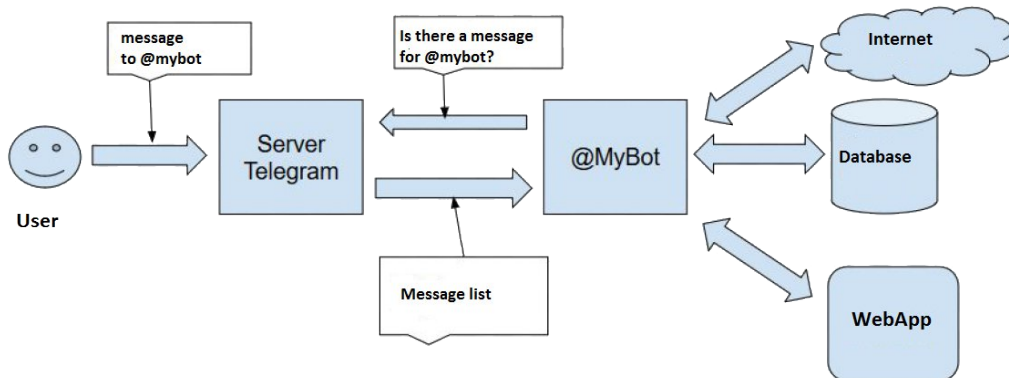 message
to @mybot
Is there a message
for @mybot?
Internet
Server
Telegram
@MyBot
Database
User
Message list
WebApp